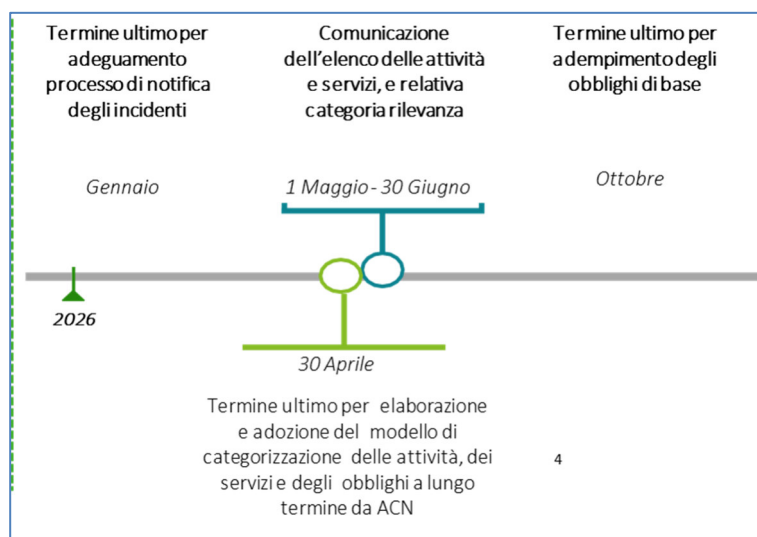 Termine ultimo per
adeguamento
processo di notifica
degli incidenti
Comunicazione
dell'elenco delle attività
e servizi, e relativa
categoria rilevanza
Termine ultimo per
adempimento degli
obblighi di base
Gennaio
1 Maggio - 30 Giugno
Ottobre
2026
30 Aprile
Termine ultimo per elaborazione
e adozione del modello di
categorizzazione delle attività, dei
servizi e degli obblighi a lungo
termine da ACN
4